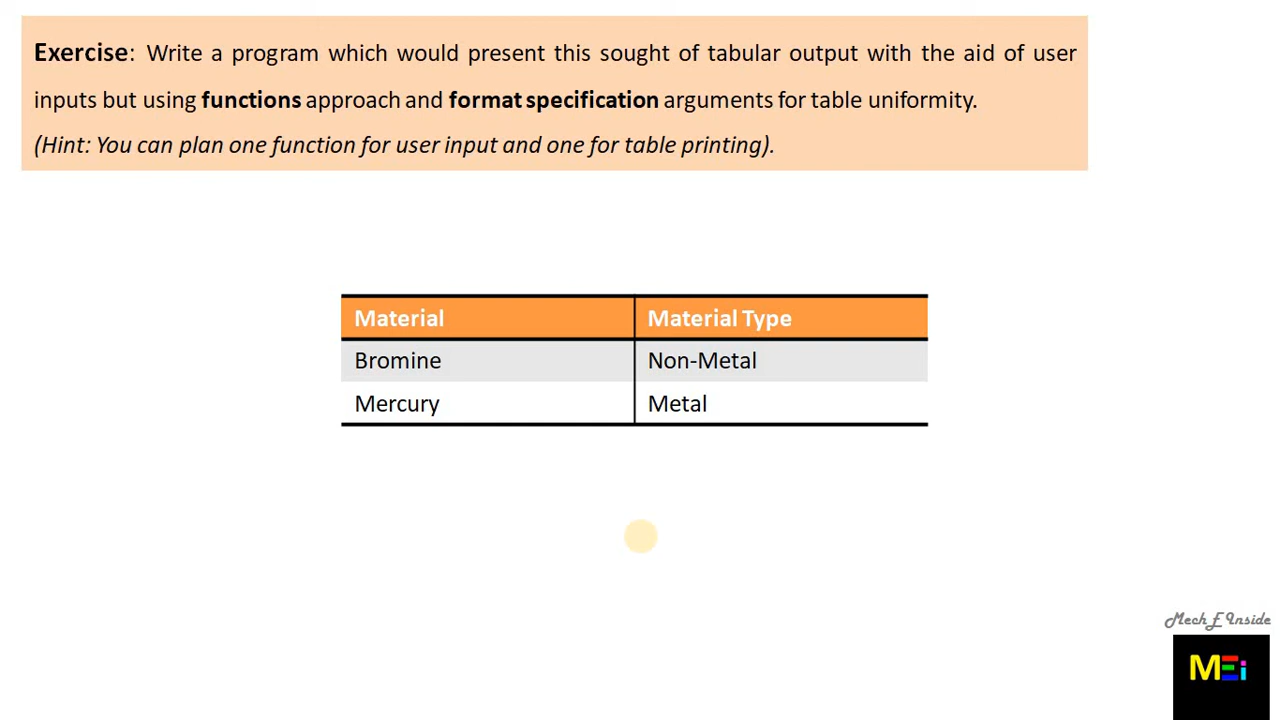 Exercise: Write a program which would present this sought of tabular output with the aid of user
inputs but using functions approach and format specification arguments for table uniformity.
(Hint: You can plan one function for user input and one for table printing).
Material Material Type
Bromine Non-Metal
Mercury Metal
Mech E Inside
MEi